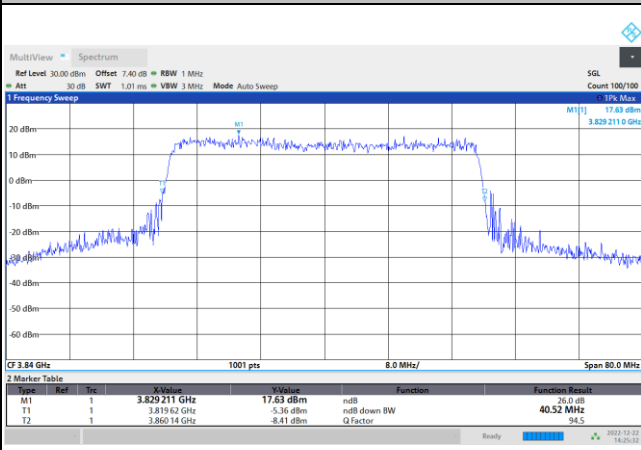 MultiView Spectrum
Ref Level 30.00 dBm Offset 7.40 dB RBW 1 MHz SGL
Att 30 dB SWT 1.01 ms VBW 3 MHz Mode Auto Sweep Count 100/100
1 Frequency Sweep 1Pk Max
M1[1] 17.63 dBm
3.829 211 0 GHz
M1
20 dBm
10 dBm
0 dBm
T1
T2
-10 dBm
-20 dBm
-30 dBm
-40 dBm
-50 dBm
-60 dBm
CF 3.84 GHz 1001 pts 8.0 MHz/ Span 80.0 MHz
2 Marker Table
Type Ref Trc X-Value Y-Value Function Function Result
M1 1 3.829 211 GHz 17.63 dBm ndB 26.0 dB
T1 1 3.819 62 GHz -5.36 dBm ndB down BW 40.52 MHz
T2 1 3.860 14 GHz -8.41 dBm Q Factor 94.5
Ready 2022-12-22
14:25:32